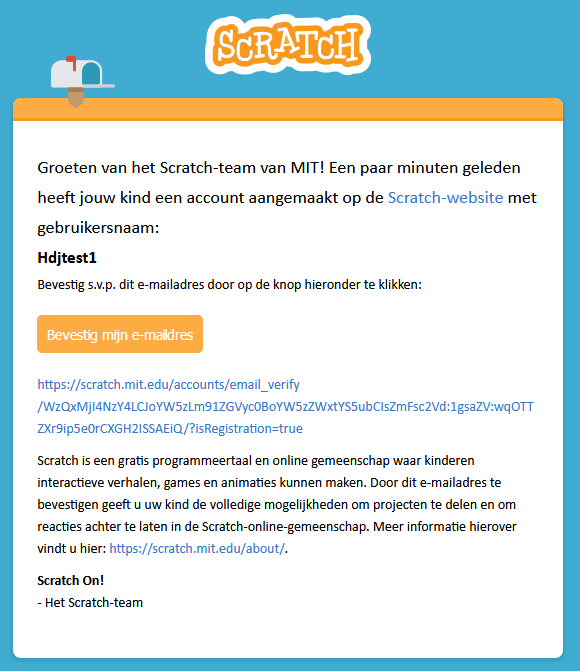 SCRATCH
Groeten van het Scratch-team van MIT! Een paar minuten geleden
heeft jouw kind een account aangemaakt op de Scratch-website met
gebruikersnaam:
Hdjtest1
Bevestig s.v.p. dit e-mailadres door op de knop hieronder te klikken:
Bevestig mijn e-maildres
https://scratch.mit.edu/accounts/email_verify
/WzQxMjI4NzY4LCJoYW5zLm91ZGVyc0BoYW5zZWxtYS5ubCIsZmFsc2Vd:1gsaZV:wqOTT
ZXr9ip5e0rCXGH2ISSAEiQ/?isRegistration=true
Scratch is een gratis programmeertaal en online gemeenschap waar kinderen
interactieve verhalen, games en animaties kunnen maken. Door dit e-mailadres te
bevestigen geeft u uw kind de volledige mogelijkheden om projecten te delen en om
reacties achter te laten in de Scratch-online-gemeenschap. Meer informatie hierover
vindt u hier: https://scratch.mit.edu/about/.
Scratch On!
- Het Scratch-team